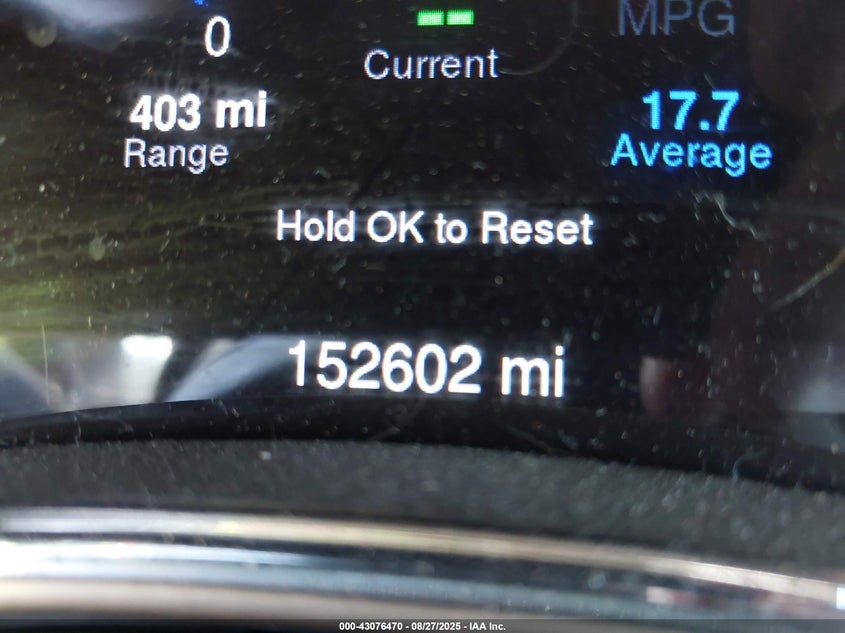 MPG
0
Current
403 mi
17.7
Range
Average
Hold OK to Reset
152602 mi
000-43076470 - 08/27/2025 - IAA Inc.